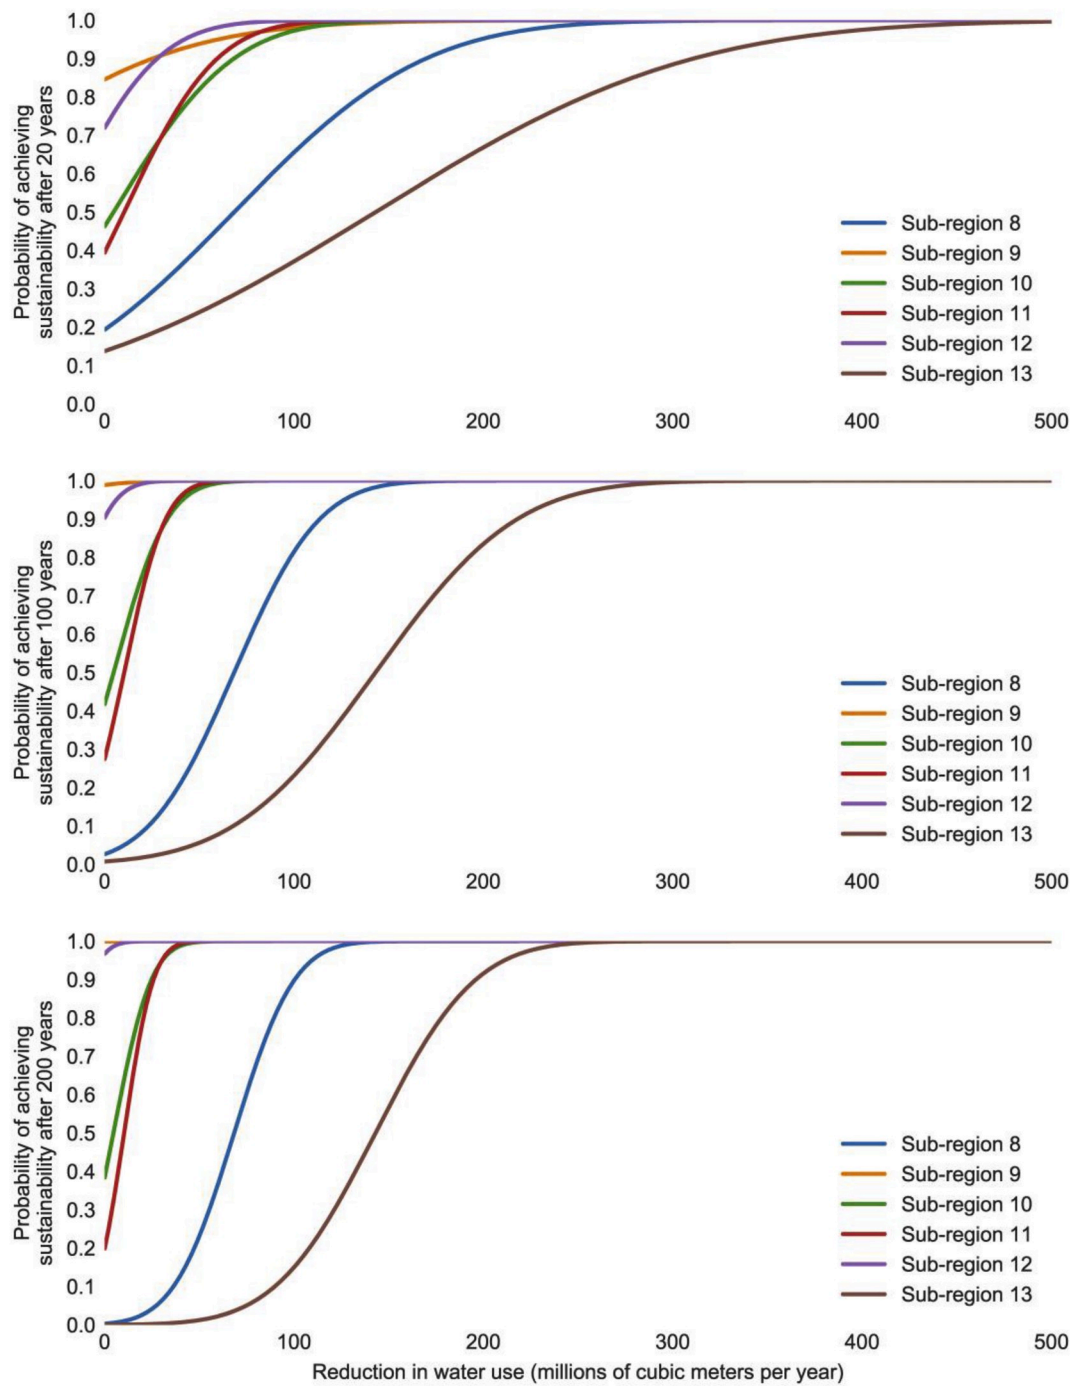 Probability of achieving
sustainability after 20 years
1.0
0.9
0.8
0.7
0.6
0.5
0.4
0.3
0.2
0.1
0.0
0 100 200 300 400 500
Sub-region 8
Sub-region 9
Sub-region 10
Sub-region 11
Sub-region 12
Sub-region 13
Probability of achieving
sustainability after 100 years
1.0
0.9
0.8
0.7
0.6
0.5
0.4
0.3
0.2
0.1
0.0
0 100 200 300 400 500
Sub-region 8
Sub-region 9
Sub-region 10
Sub-region 11
Sub-region 12
Sub-region 13
Probability of achieving
sustainability after 200 years
1.0
0.9
0.8
0.7
0.6
0.5
0.4
0.3
0.2
0.1
0.0
0 100 200 300 400 500
Sub-region 8
Sub-region 9
Sub-region 10
Sub-region 11
Sub-region 12
Sub-region 13
Reduction in water use (millions of cubic meters per year)